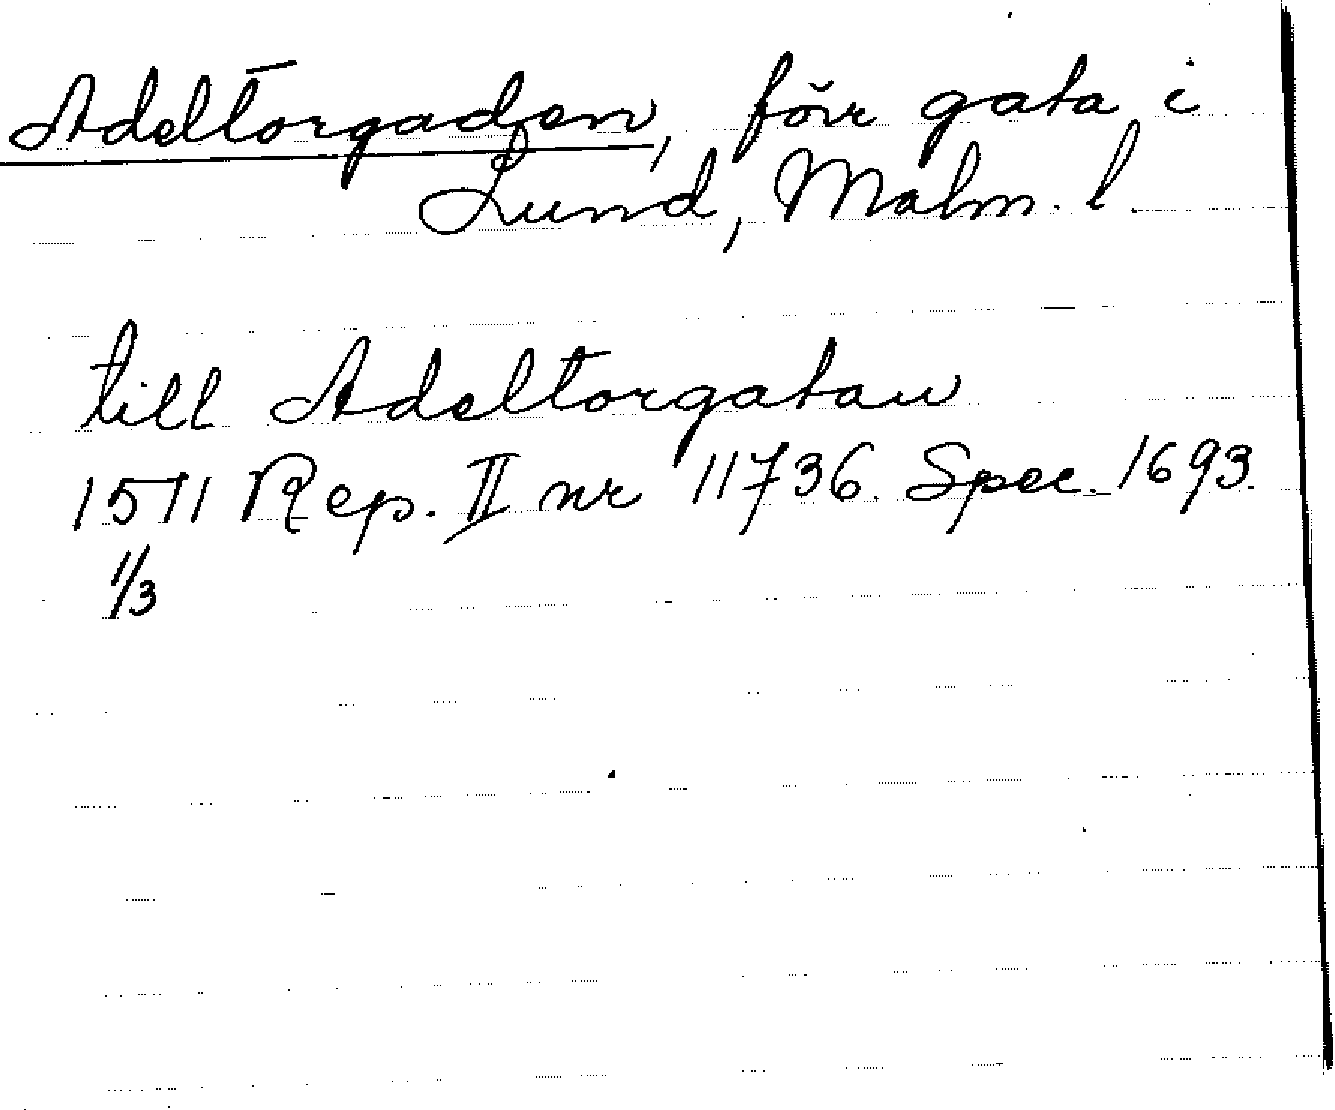 Adeltorgaden, förr gata i
Lund, Malm. l.
till Adeltorgatan
1511 Rep. II nr 11736. Spec. 1693.
1/3